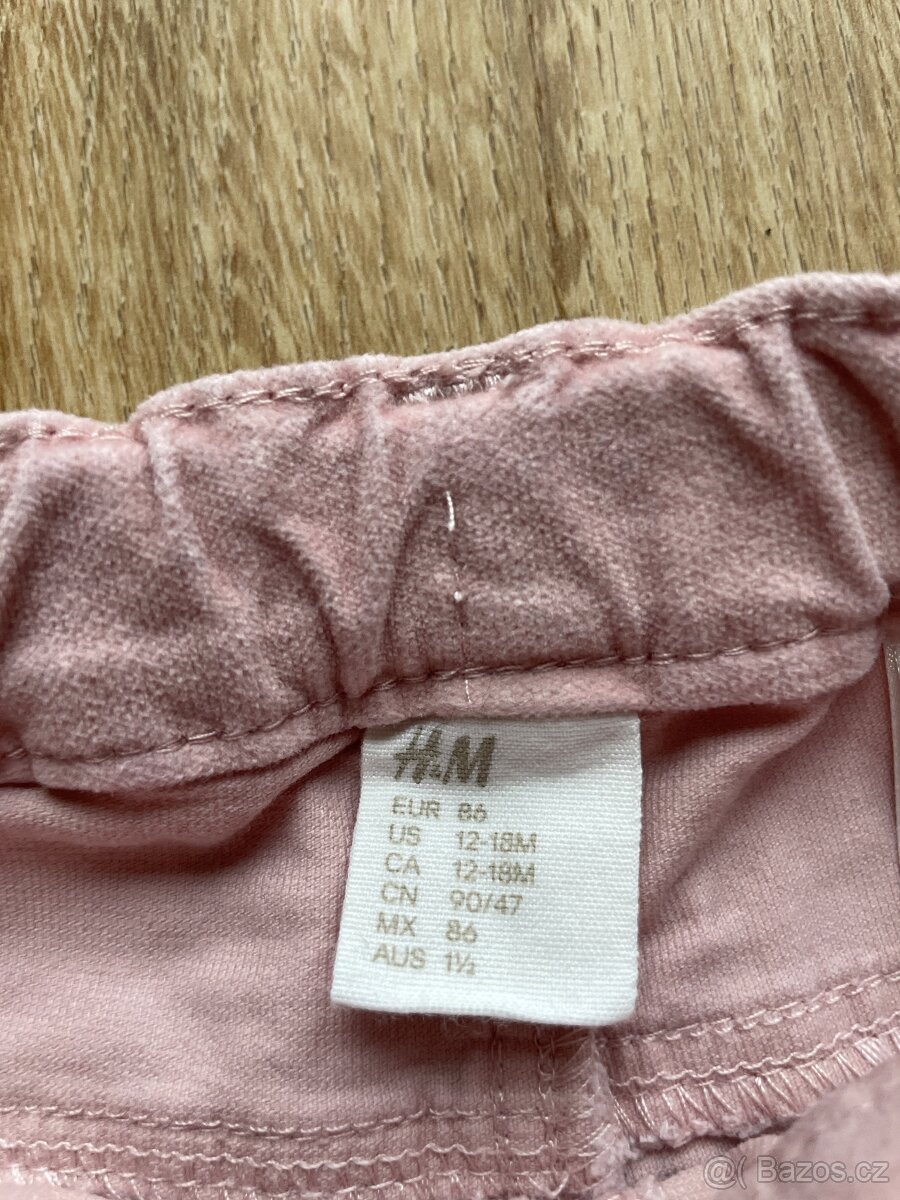 H&M
EUR 86
US 12-18M
CA 12-18M
CN 90/47
MX 86
AUS 1½
@( Bazos.cz